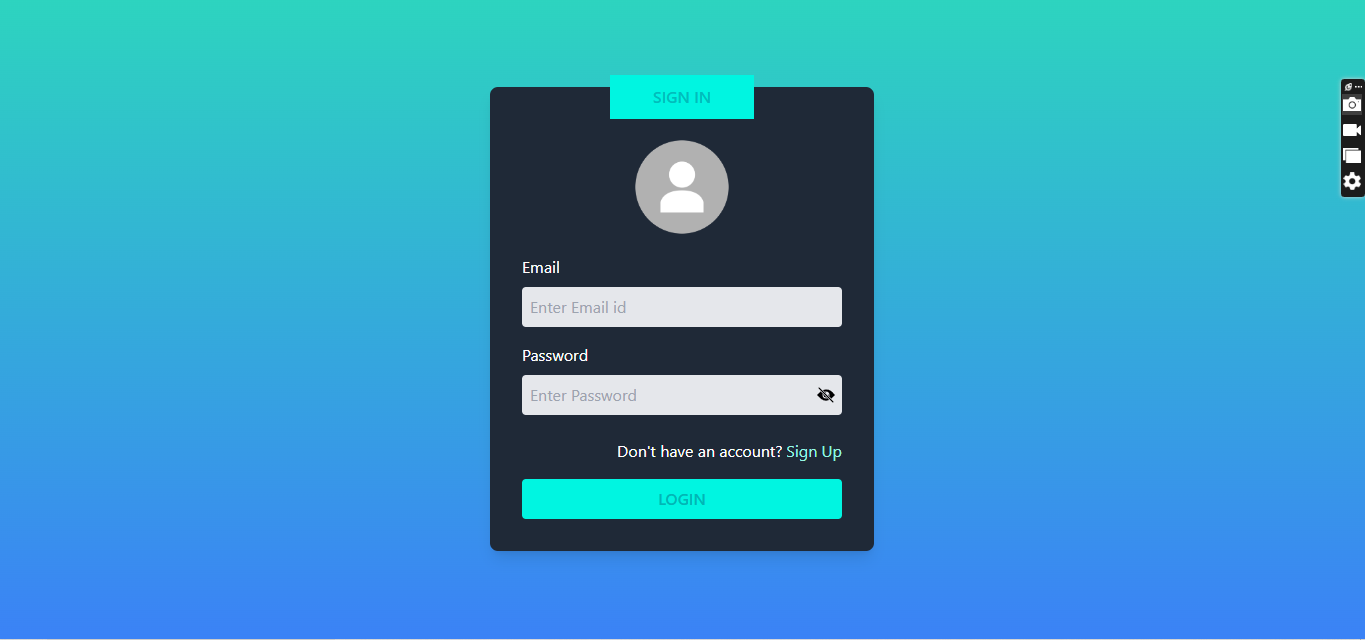 SIGN IN
Email
Enter Email id
Password
Enter Password
Don't have an account? Sign Up
LOGIN